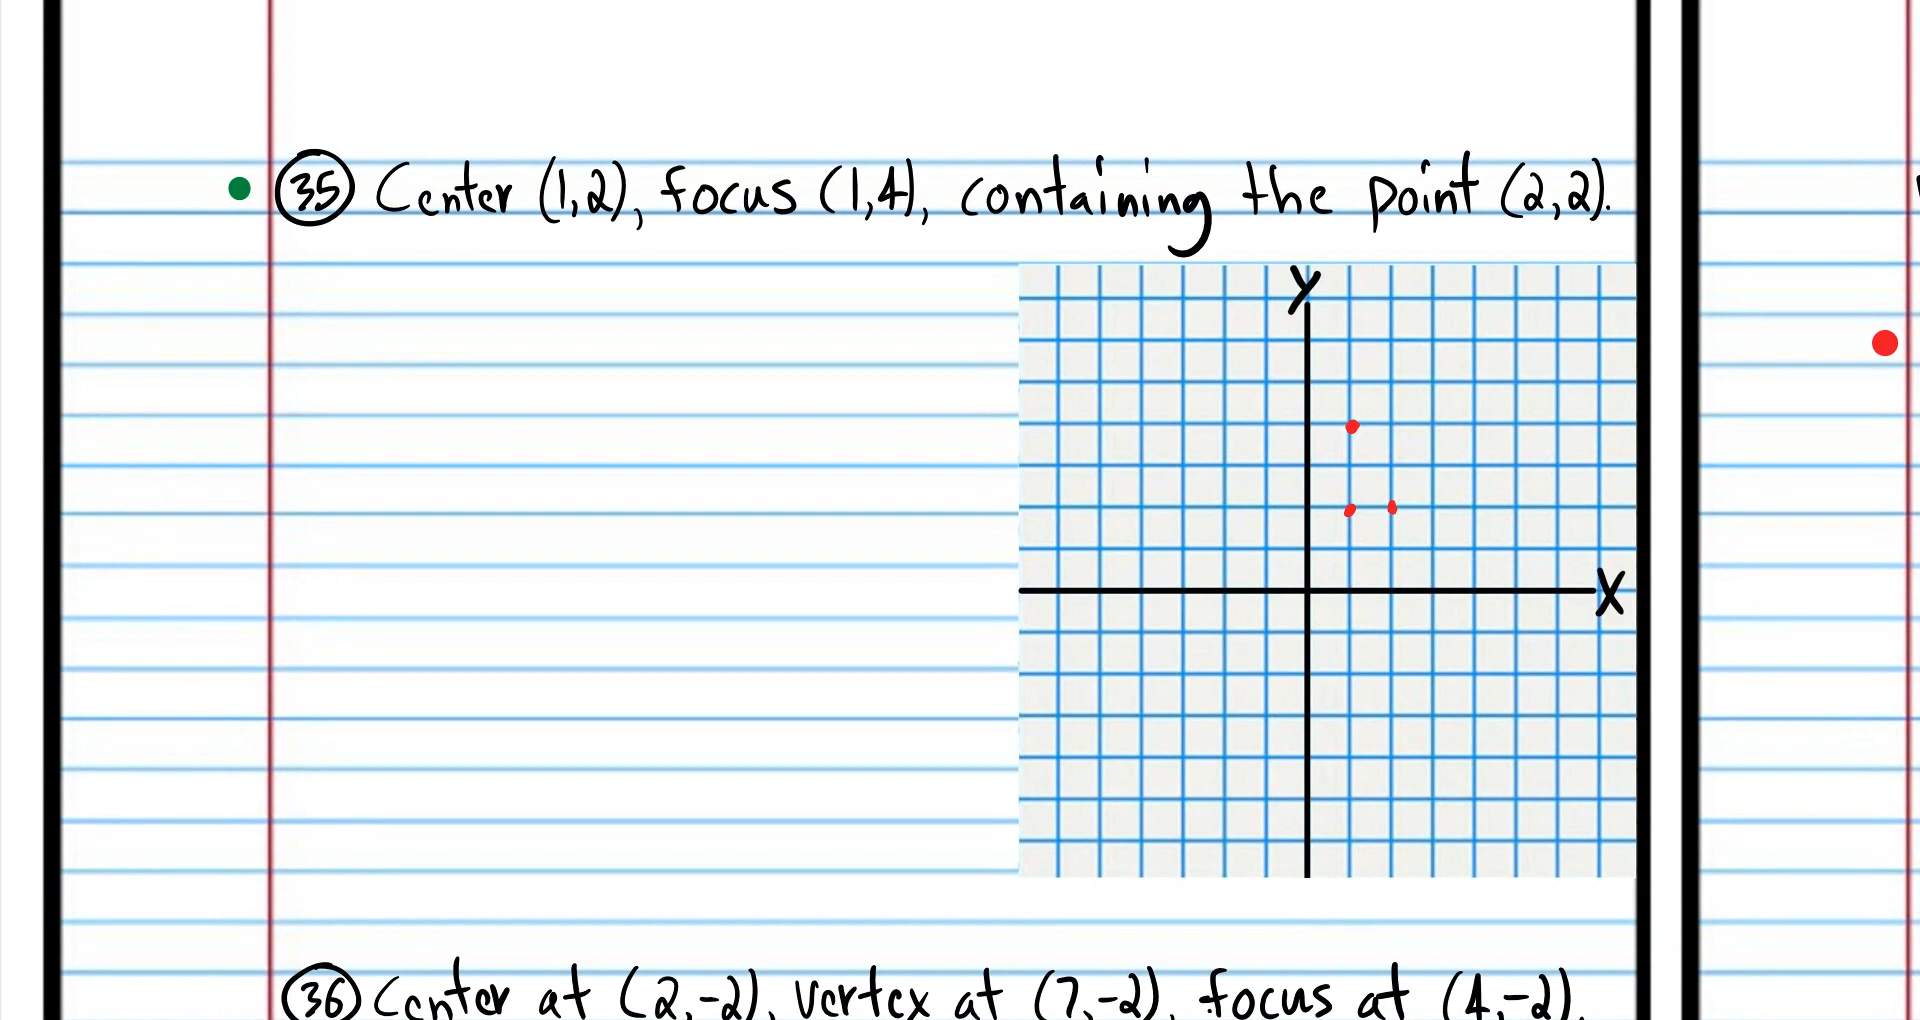 35 Center (1,2), focus (1,4), containing the point (2,2).
Y
X
36 Center at (2,-2), vertex at (7,-2), focus at (4,-2).